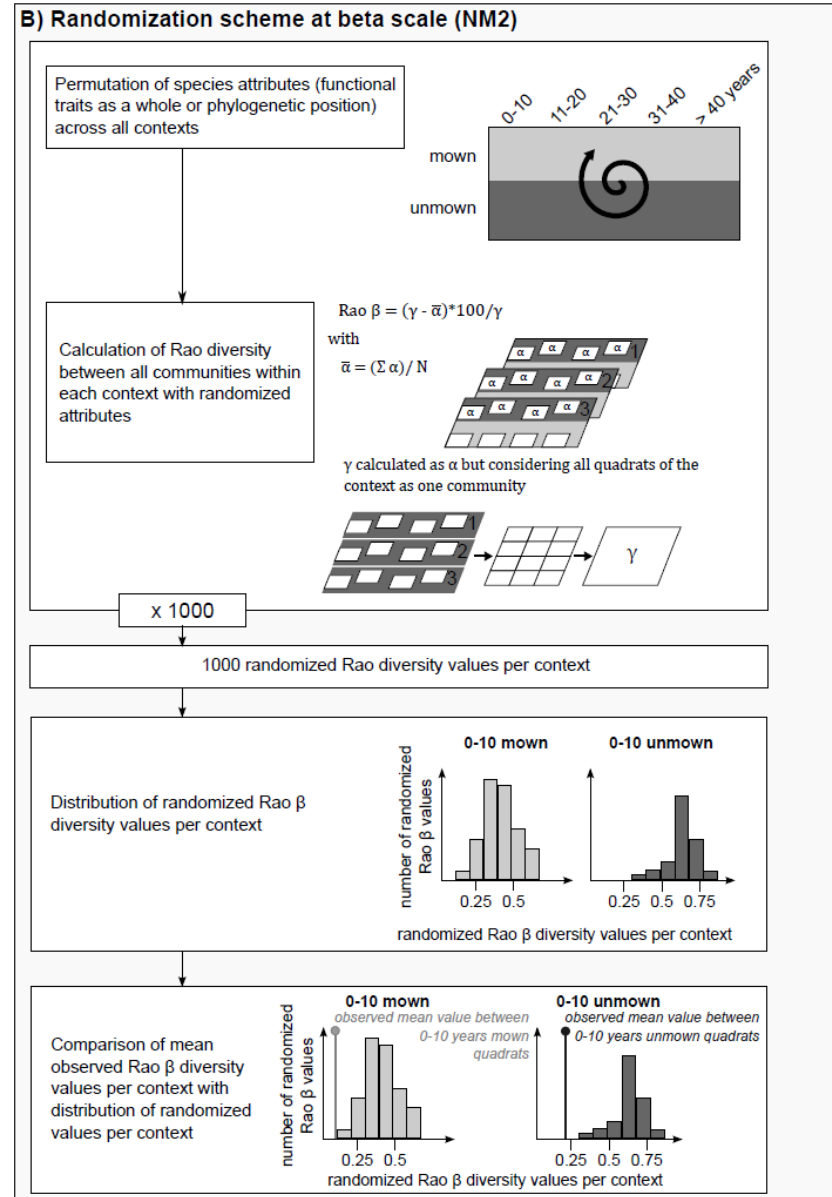 B) Randomization scheme at beta scale (NM2)
Permutation of species attributes (functional
traits as a whole or phylogenetic position)
across all contexts
0-10
11-20
21-30
31-40
> 40 years
mown
unmown
Calculation of Rao diversity
between all communities within
each context with randomized
attributes
Rao β = (γ - α̅)*100/γ
with
α̅ = (Σ α)/ N
α α α α 1
α α α α 2
α α α α 3
γ calculated as α but considering all quadrats of the
context as one community
1
2
3
γ
x 1000
1000 randomized Rao diversity values per context
Distribution of randomized Rao β
diversity values per context
number of randomized
Rao β values
0-10 mown
0-10 unmown
0.25 0.5
0.25 0.5 0.75
randomized Rao β diversity values per context
Comparison of mean
observed Rao β diversity
values per context with
distribution of randomized
values per context
number of randomized
Rao β values
0-10 mown
observed mean value between
0-10 years mown
quadrats
0-10 unmown
observed mean value between
0-10 years unmown quadrats
0.25 0.5
0.25 0.5 0.75
randomized Rao β diversity values per context